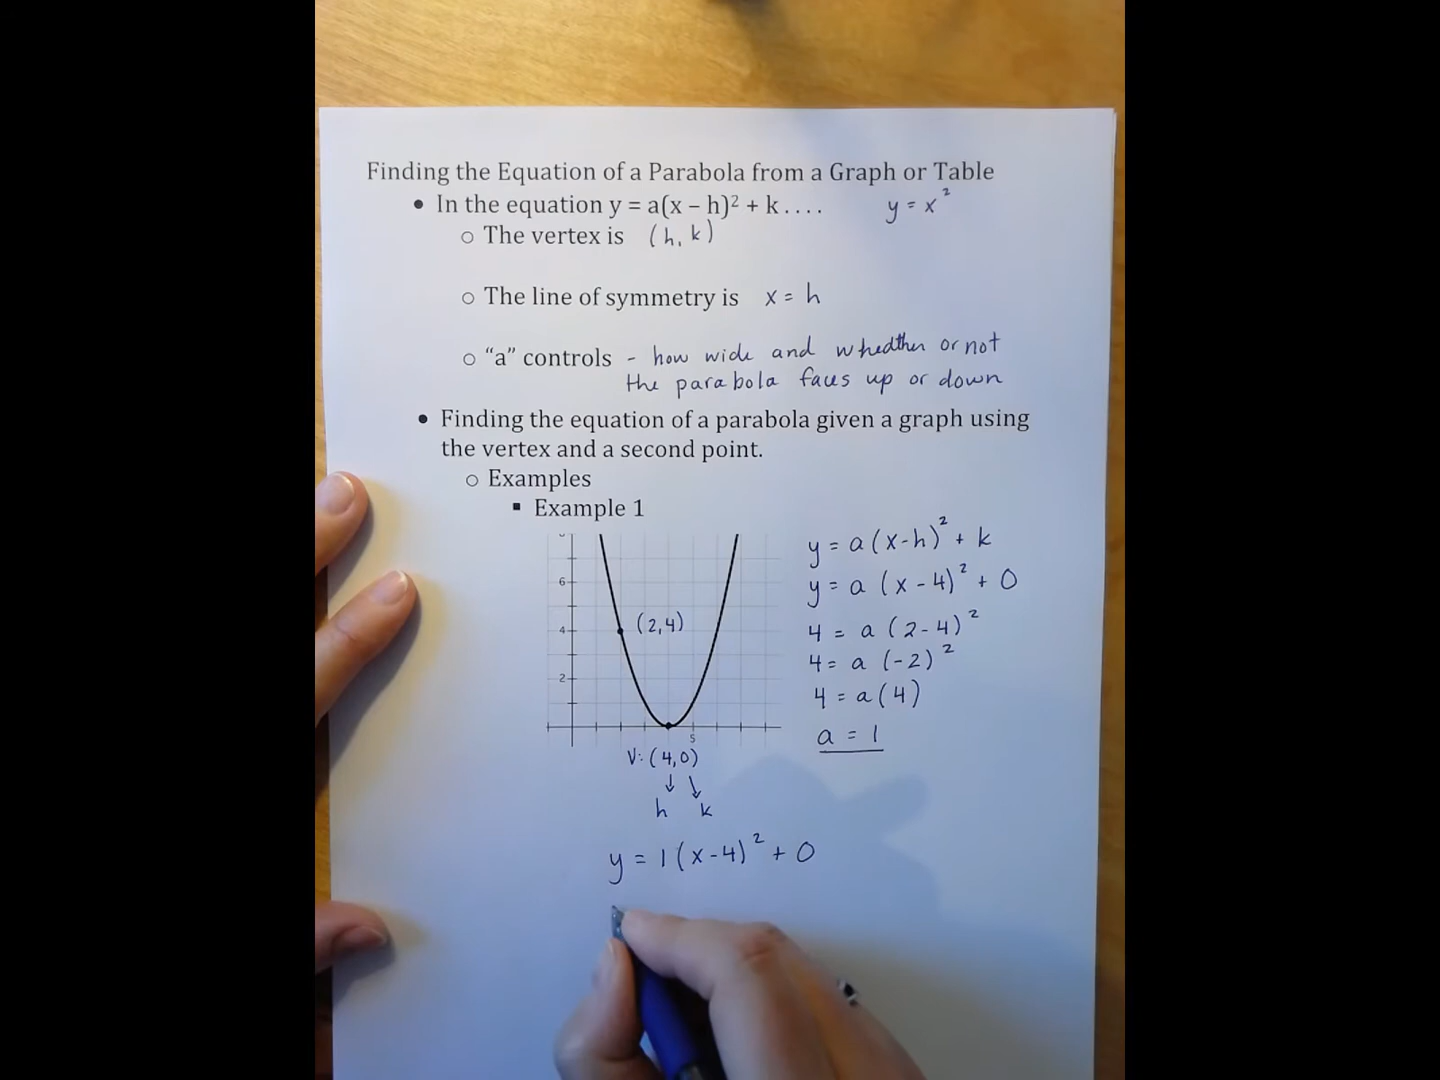 Finding the Equation of a Parabola from a Graph or Table
• In the equation y = a(x – h)² + k . . . . y = x²
○ The vertex is (h, k)
○ The line of symmetry is x = h
○ “a” controls - how wide and whedther or not
the parabola faces up or down
• Finding the equation of a parabola given a graph using
the vertex and a second point.
○ Examples
▪ Example 1
y = a(x-h)² + k
y = a (x - 4)² + 0
4 = a (2-4)²
4 = a (-2)²
4 = a(4)
a = 1
6
4
2
5
(2,4)
V: (4,0)
↓ ↘
h k
y = 1(x-4)² + 0